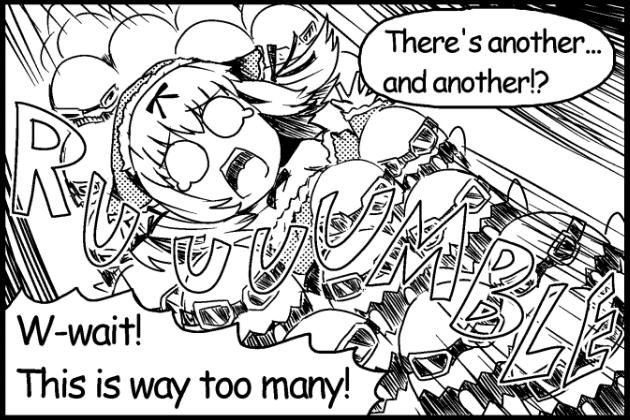 There's another...
and another!?
RUUUUMBLE
W-wait!
This is way too many!